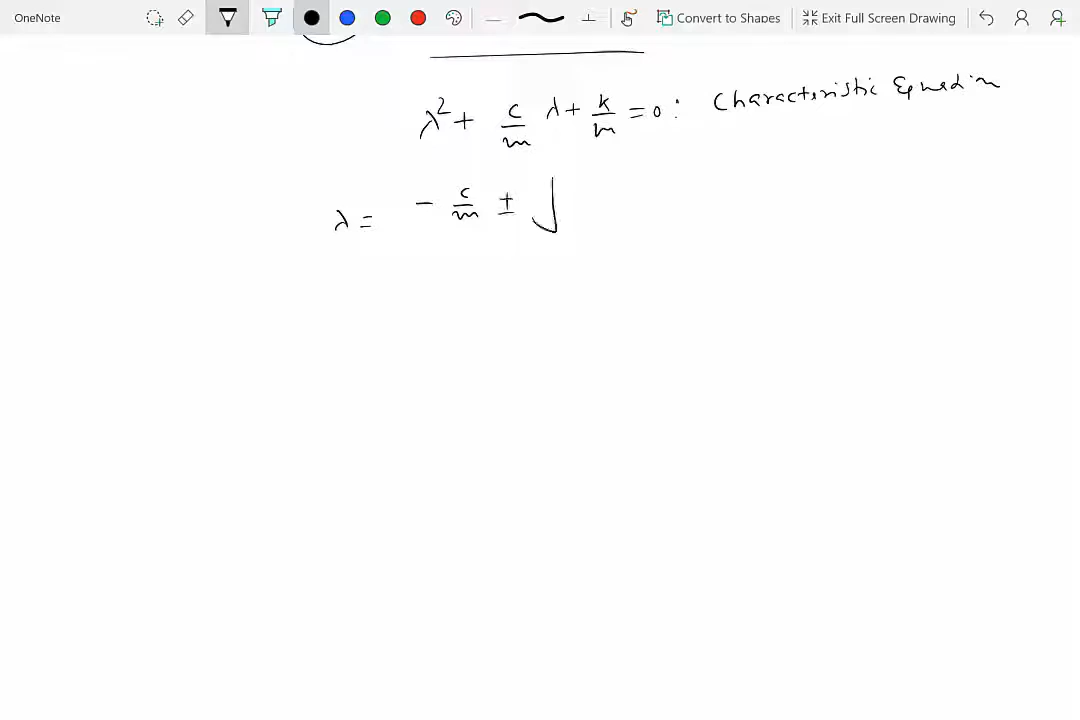 OneNote
Convert to Shapes
Exit Full Screen Drawing
λ² + c/m λ + k/m = 0 : Characteristic Equation
λ = - c/m ± √